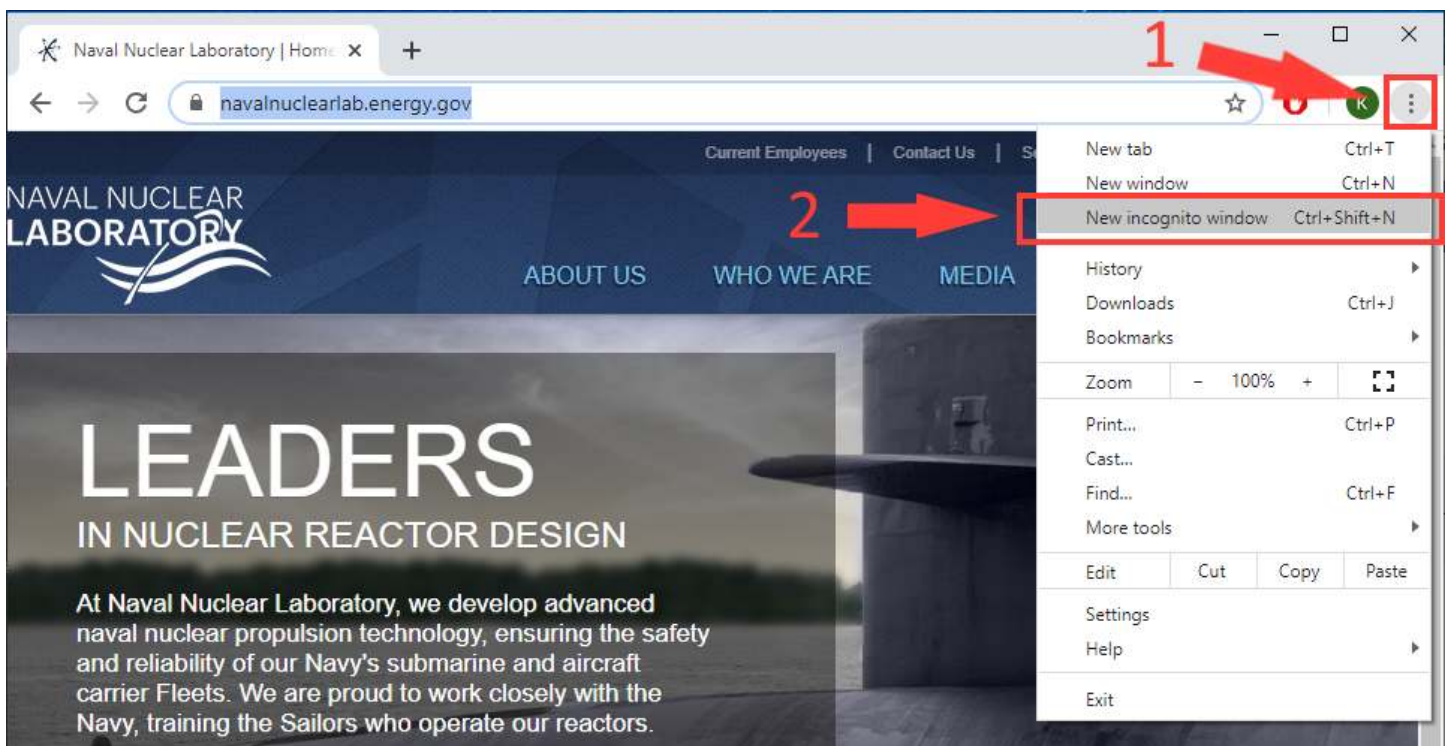 Naval Nuclear Laboratory | Home
1
navalnuclearlab.energy.gov
K
Current Employees | Contact Us |
NAVAL NUCLEAR
LABORATORY
ABOUT US WHO WE ARE MEDIA
2
New tab Ctrl+T
New window Ctrl+N
New incognito window Ctrl+Shift+N
History
Downloads Ctrl+J
Bookmarks
Zoom - 100% +
Print... Ctrl+P
Cast...
Find... Ctrl+F
More tools
Edit Cut Copy Paste
Settings
Help
Exit
LEADERS
IN NUCLEAR REACTOR DESIGN
At Naval Nuclear Laboratory, we develop advanced
naval nuclear propulsion technology, ensuring the safety
and reliability of our Navy's submarine and aircraft
carrier Fleets. We are proud to work closely with the
Navy, training the Sailors who operate our reactors.